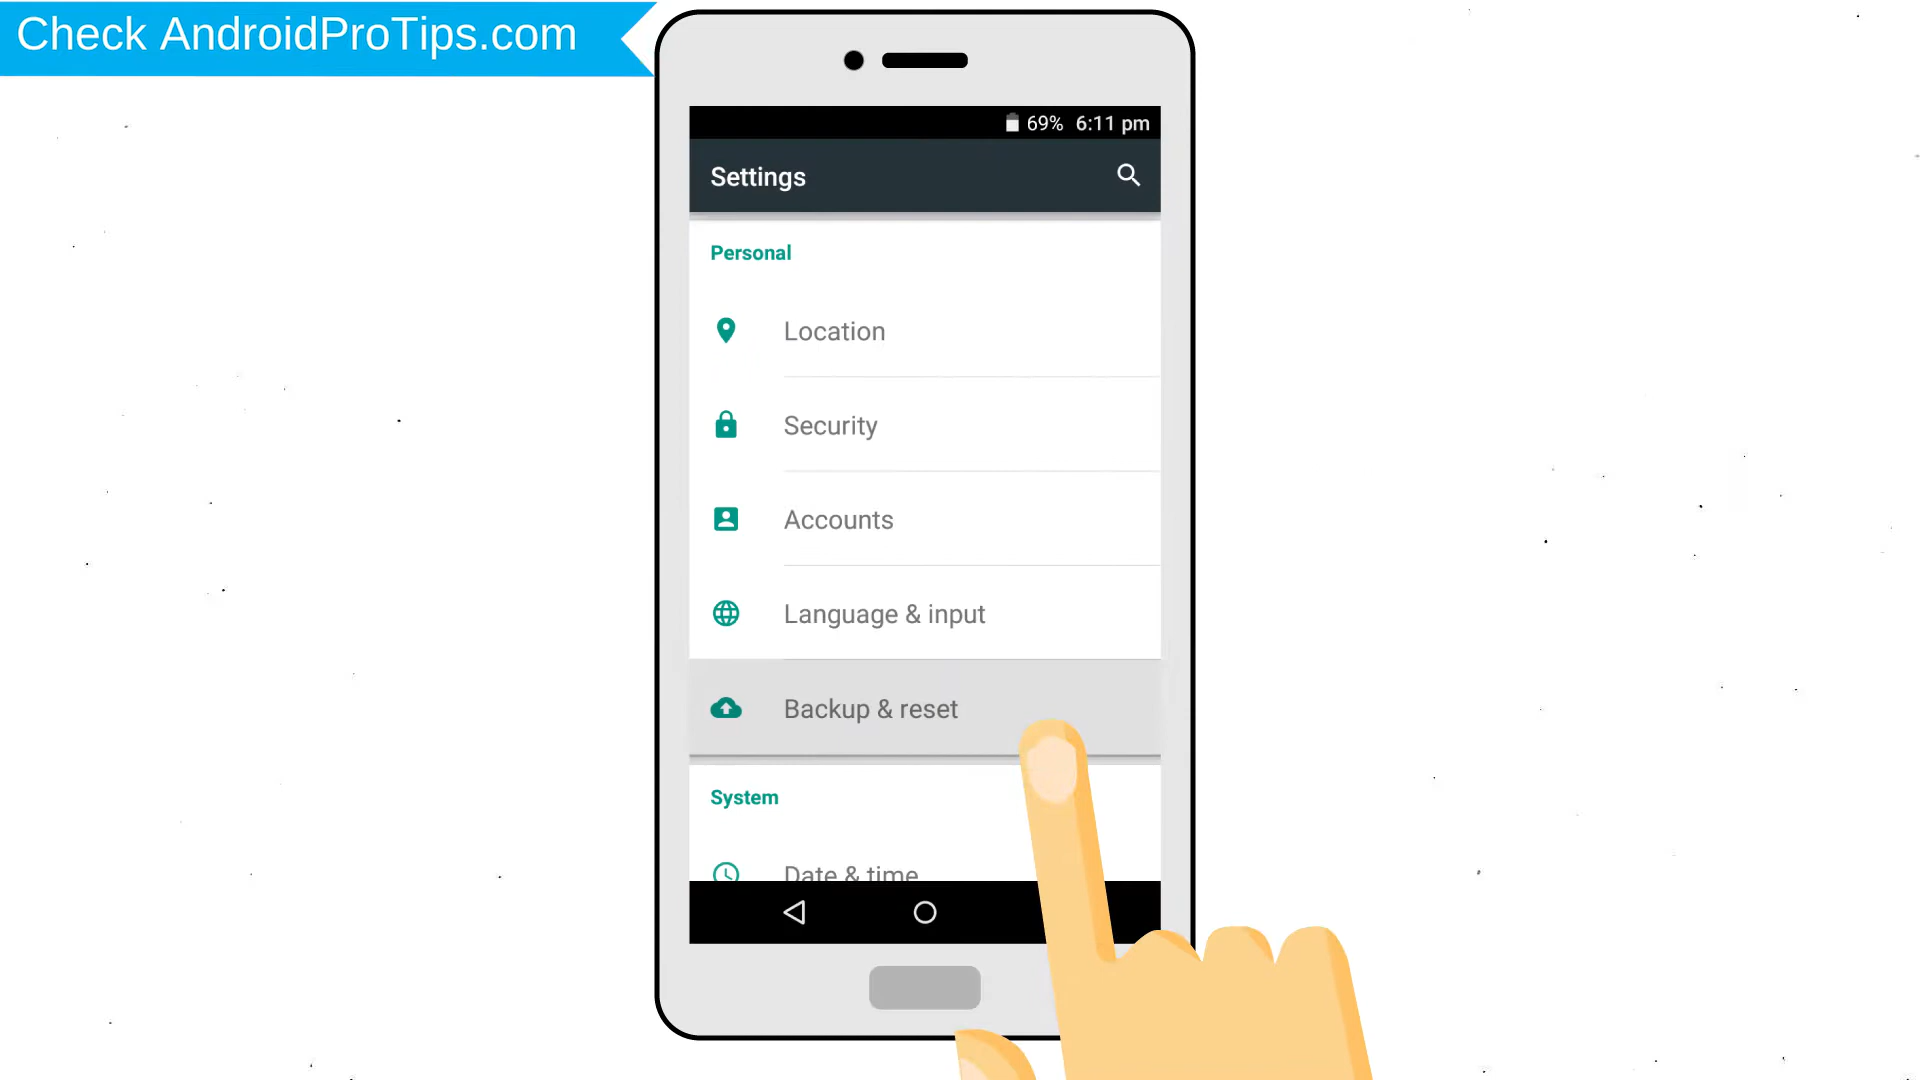 Check AndroidProTips.com
69% 6:11 pm
Settings
Personal
Location
Security
Accounts
Language & input
Backup & reset
System
Date & time